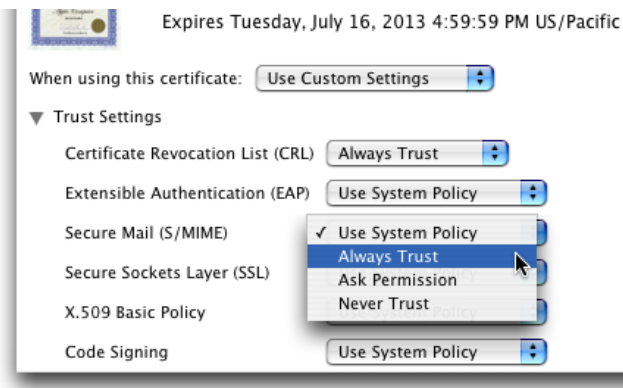 Expires Tuesday, July 16, 2013 4:59:59 PM US/Pacific
When using this certificate: Use Custom Settings
Trust Settings
Certificate Revocation List (CRL) Always Trust
Extensible Authentication (EAP) Use System Policy
Secure Mail (S/MIME) ✓ Use System Policy
Always Trust
Secure Sockets Layer (SSL) Ask Permission
Never Trust
X.509 Basic Policy
Code Signing Use System Policy